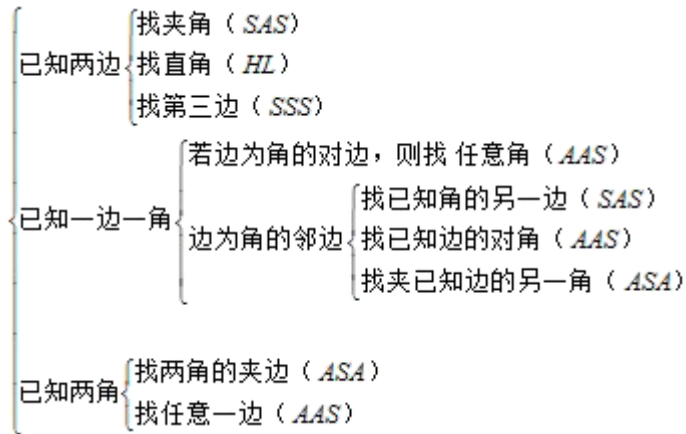 已知两边
找夹角（SAS）
找直角（HL）
找第三边（SSS）
已知一边一角
若边为角的对边，则找 任意角（AAS）
边为角的邻边
找已知角的另一边（SAS）
找已知边的对角（AAS）
找夹已知边的另一角（ASA）
已知两角
找两角的夹边（ASA）
找任意一边（AAS）